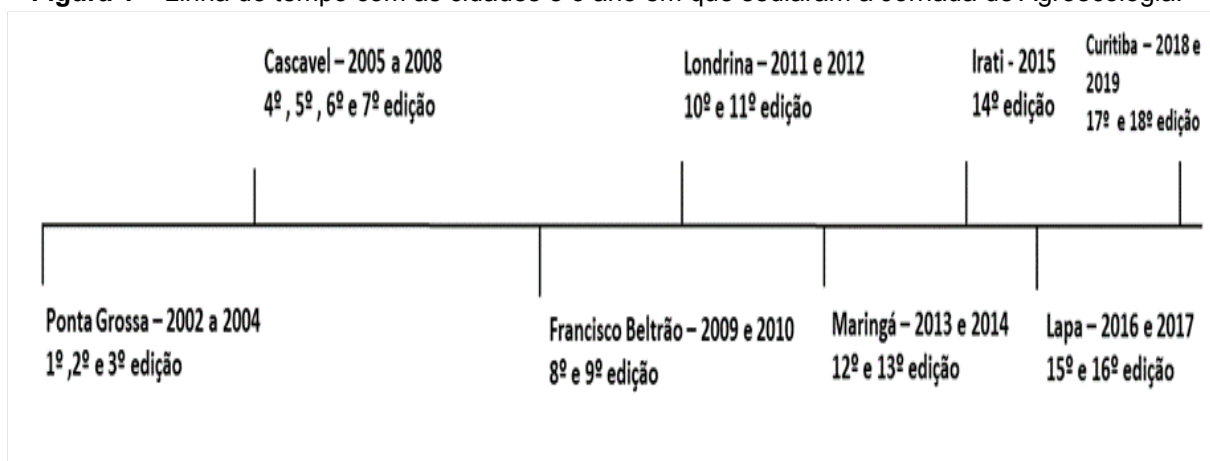 Cascavel – 2005 a 2008
4º , 5º , 6º e 7º edição
Londrina – 2011 e 2012
10º e 11º edição
Irati - 2015
14º edição
Curitiba – 2018 e
2019
17º e 18º edição
Ponta Grossa – 2002 a 2004
1º ,2º e 3º edição
Francisco Beltrão – 2009 e 2010
8º e 9º edição
Maringá – 2013 e 2014
12º e 13º edição
Lapa – 2016 e 2017
15º e 16º edição